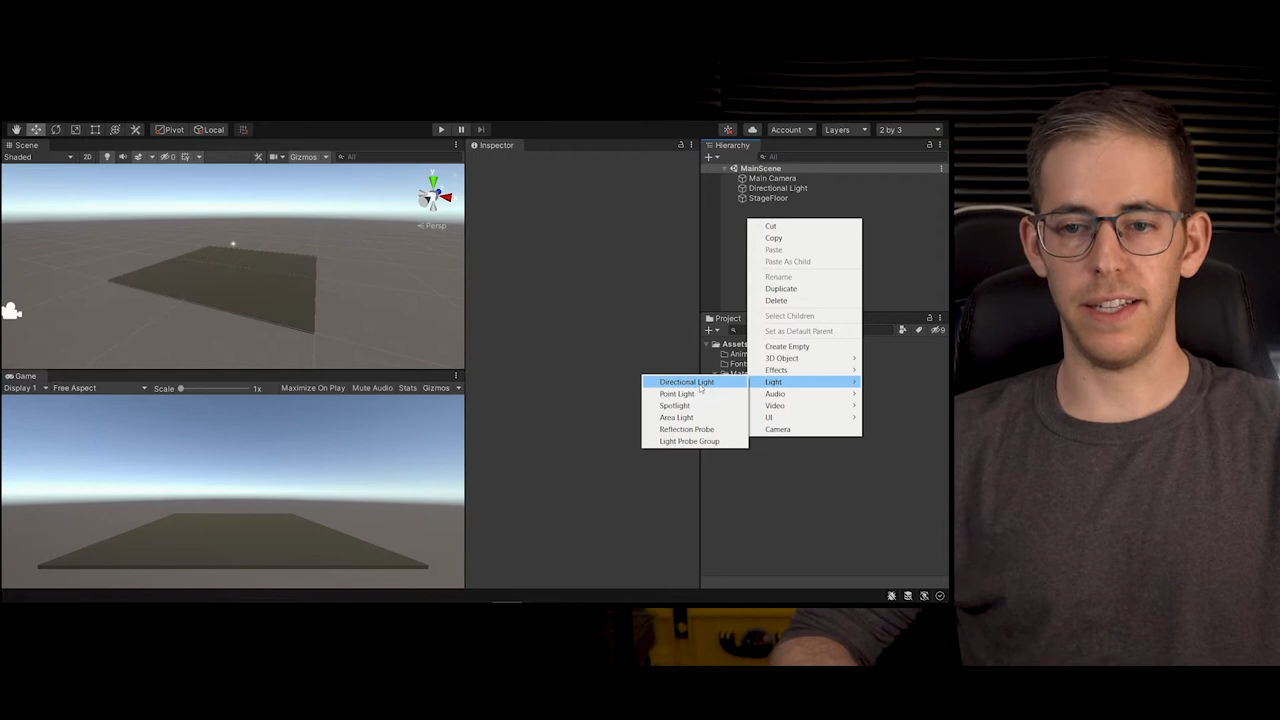 Pivot
Local
Account
Layers
2 by 3
Scene
Inspector
Hierarchy
Shaded
2D
0
Gizmos
All
All
MainScene
Main Camera
Directional Light
StageFloor
y
Persp
Cut
Copy
Paste
Paste As Child
Rename
Duplicate
Delete
Select Children
Set as Default Parent
Create Empty
3D Object
Effects
Light
Audio
Video
UI
Camera
Directional Light
Point Light
Spotlight
Area Light
Reflection Probe
Light Probe Group
Project
9
Assets
Game
Display 1
Free Aspect
Scale
1x
Maximize On Play
Mute Audio
Stats
Gizmos